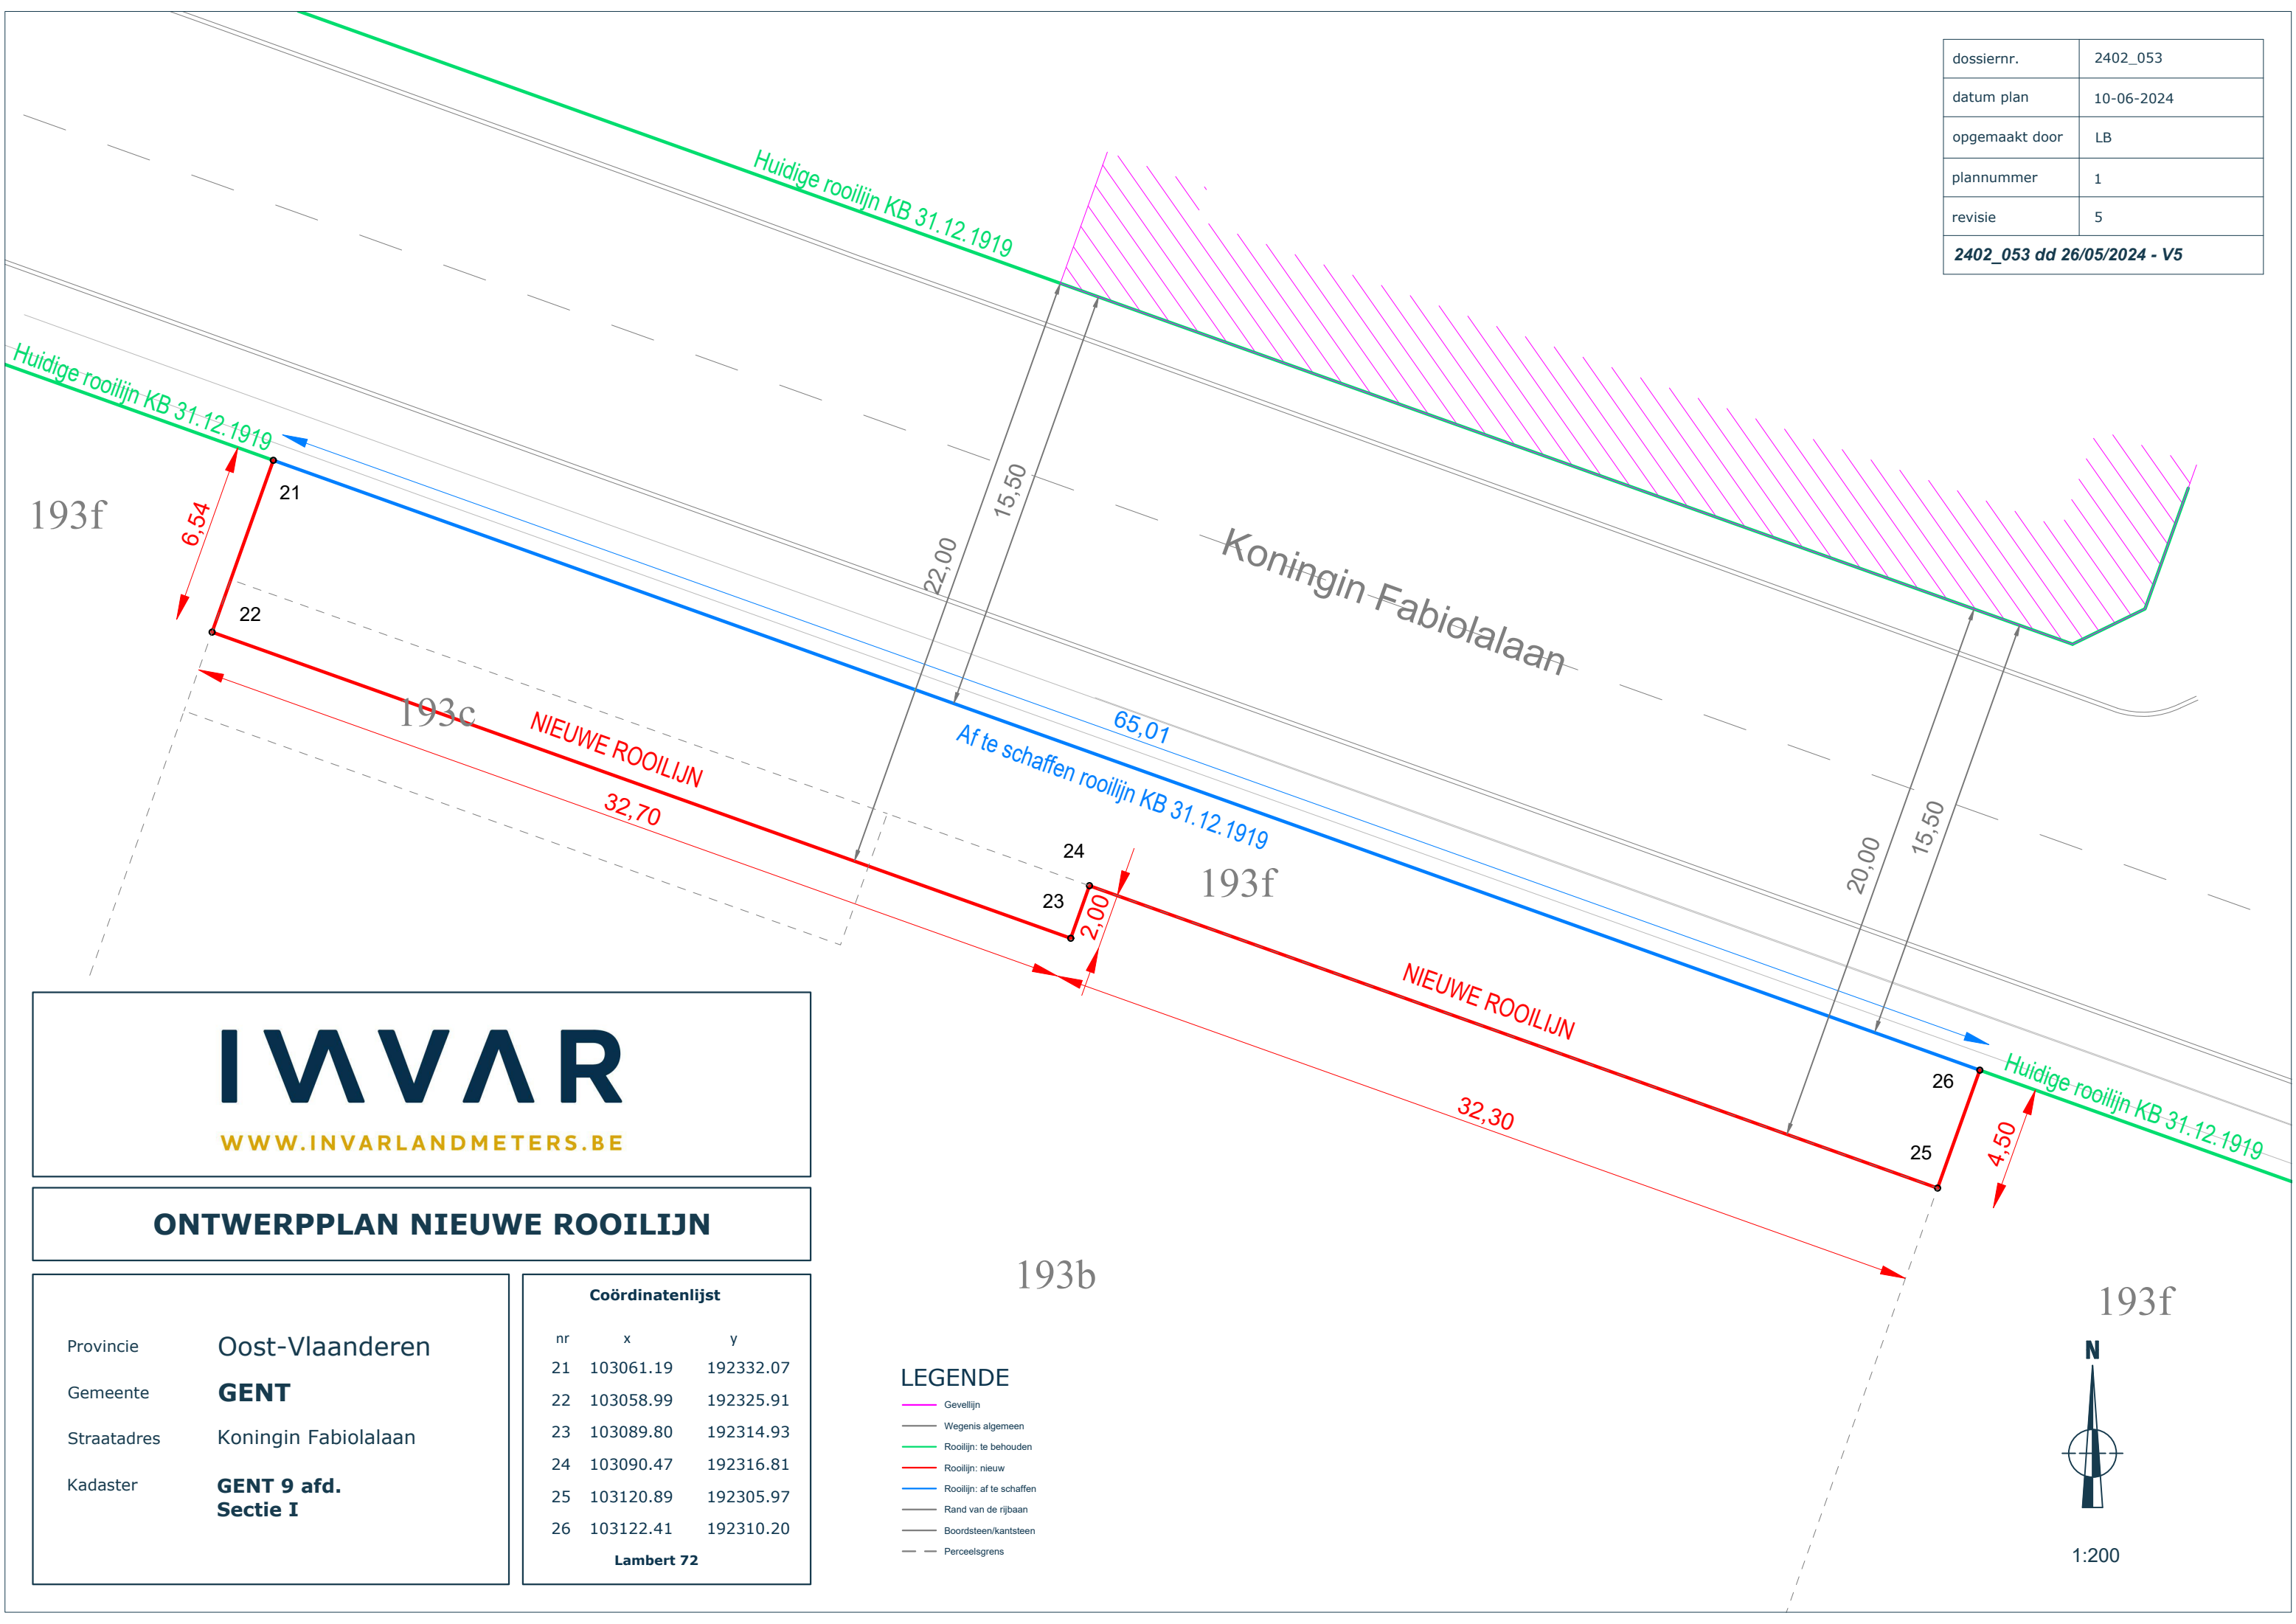 dossiernr. 2402_053
datum plan 10-06-2024
opgemaakt door LB
plannummer 1
revisie 5
2402_053 dd 26/05/2024 - V5
Huidige rooilijn KB 31.12.1919
Huidige rooilijn KB 31.12.1919
21
193f
6,54
22
15,50
22,00
Koningin Fabiolalaan
193c
NIEUWE ROOILIJN
32,70
65,01
Af te schaffen rooilijn KB 31.12.1919
24
193f
23
2,00
15,50
20,00
NIEUWE ROOILIJN
32,30
26
Huidige rooilijn KB 31.12.1919
25
4,50
193b
193f
INVAR
WWW.INVARLANDMETERS.BE
ONTWERPPLAN NIEUWE ROOILIJN
Provincie Oost-Vlaanderen
Gemeente GENT
Straatadres Koningin Fabiolalaan
Kadaster GENT 9 afd.
Sectie I
Coördinatenlijst
nr x y
21 103061.19 192332.07
22 103058.99 192325.91
23 103089.80 192314.93
24 103090.47 192316.81
25 103120.89 192305.97
26 103122.41 192310.20
Lambert 72
LEGENDE
Gevellijn
Wegenis algemeen
Rooilijn: te behouden
Rooilijn: nieuw
Rooilijn: af te schaffen
Rand van de rijbaan
Boordsteen/kantsteen
Perceelsgrens
N
1:200